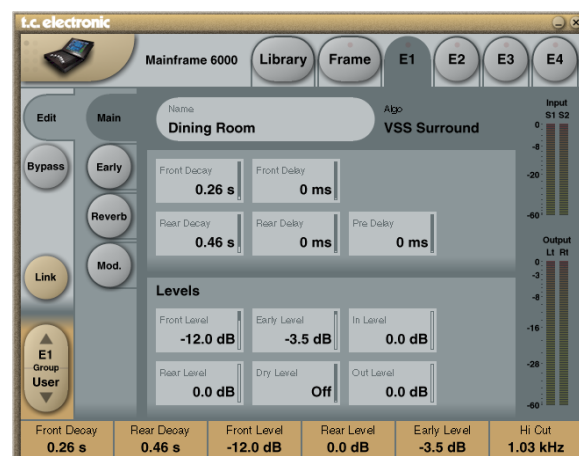 t.c. electronic
Mainframe 6000
Library
Frame
E1
E2
E3
E4
Edit
Main
Bypass
Early
Reverb
Mod.
Link
E1
Group
User
Name
Dining Room
Algo
VSS Surround
Front Decay
0.26 s
Front Delay
0 ms
Rear Decay
0.46 s
Rear Delay
0 ms
Pre Delay
0 ms
Levels
Front Level
-12.0 dB
Early Level
-3.5 dB
In Level
0.0 dB
Rear Level
0.0 dB
Dry Level
Off
Out Level
0.0 dB
Input
S1 S2
0
-8
-20
-60
Output
Lt Rt
0
-3
-8
-16
-28
-60
Front Decay
0.26 s
Rear Decay
0.46 s
Front Level
-12.0 dB
Rear Level
0.0 dB
Early Level
-3.5 dB
Hi Cut
1.03 kHz